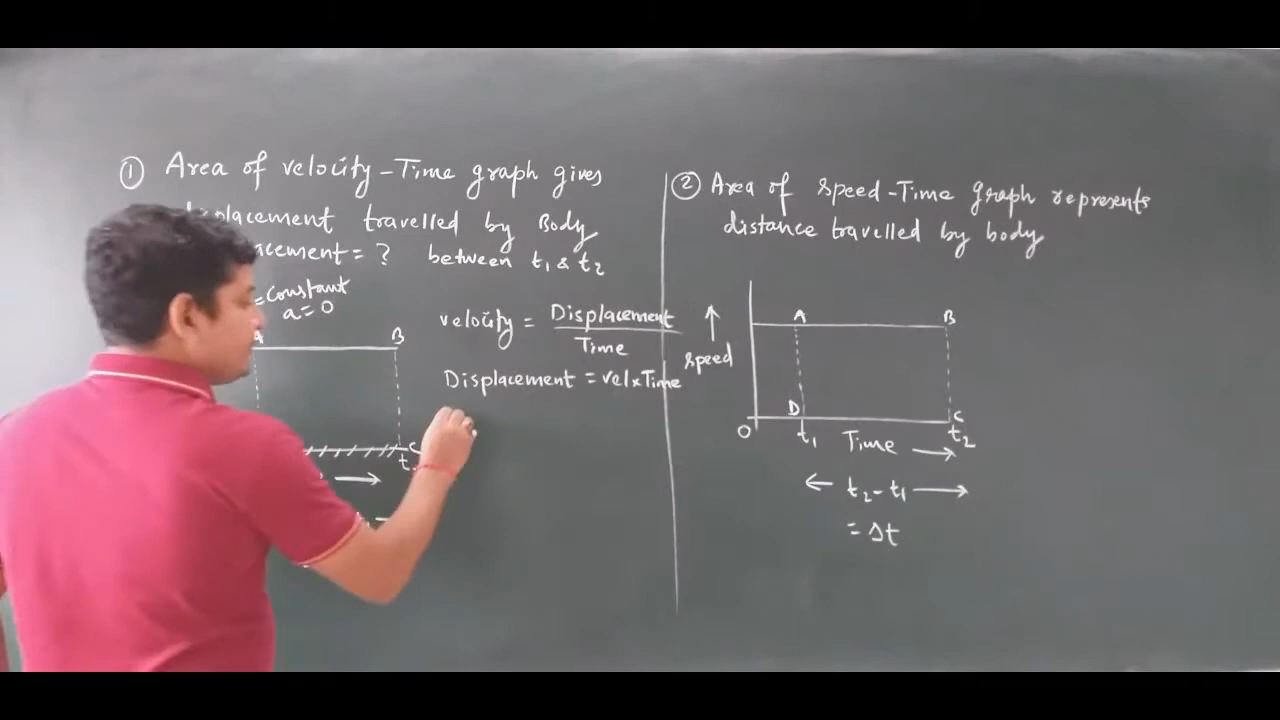 ① Area of velocity-Time graph gives
displacement travelled by Body
= ? between t₁ & t₂
= constant
a = 0
A B
C
velocity = Displacement
Time
Displacement = vel × Time
② Area of speed-Time graph represents
distance travelled by body
A B
speed
D C
O t₁ Time t₂
t₂ - t₁
= Δt